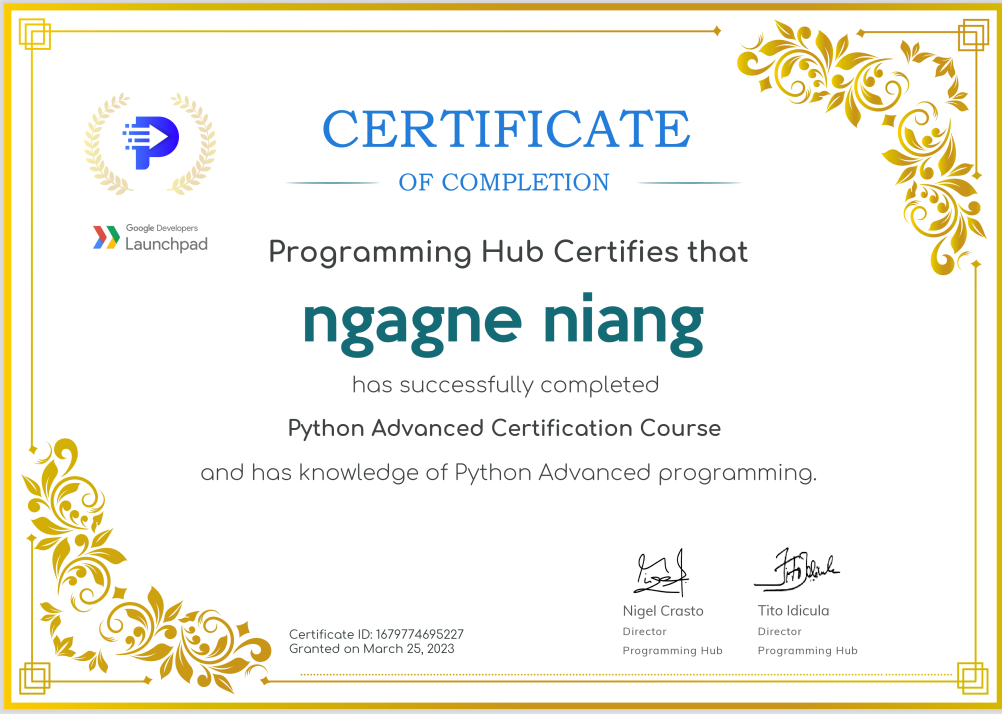 CERTIFICATE
OF COMPLETION
Google Developers
Launchpad
Programming Hub Certifies that
ngagne niang
has successfully completed
Python Advanced Certification Course
and has knowledge of Python Advanced programming.
Nigel Crasto
Director
Programming Hub
Tito Idicula
Director
Programming Hub
Certificate ID: 1679774695227
Granted on March 25, 2023